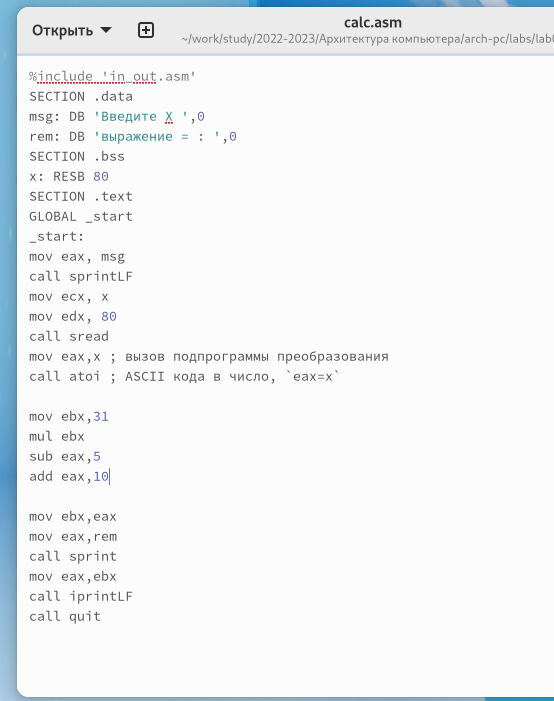 Открыть
calc.asm
~/work/study/2022-2023/Архитектура компьютера/arch-pc/labs/lab
%include 'in_out.asm'
SECTION .data
msg: DB 'Введите X ',0
rem: DB 'выражение = : ',0
SECTION .bss
x: RESB 80
SECTION .text
GLOBAL _start
_start:
mov eax, msg
call sprintLF
mov ecx, x
mov edx, 80
call sread
mov eax,x ; вызов подпрограммы преобразования
call atoi ; ASCII кода в число, `eax=x`
mov ebx,31
mul ebx
sub eax,5
add eax,10
mov ebx,eax
mov eax,rem
call sprint
mov eax,ebx
call iprintLF
call quit